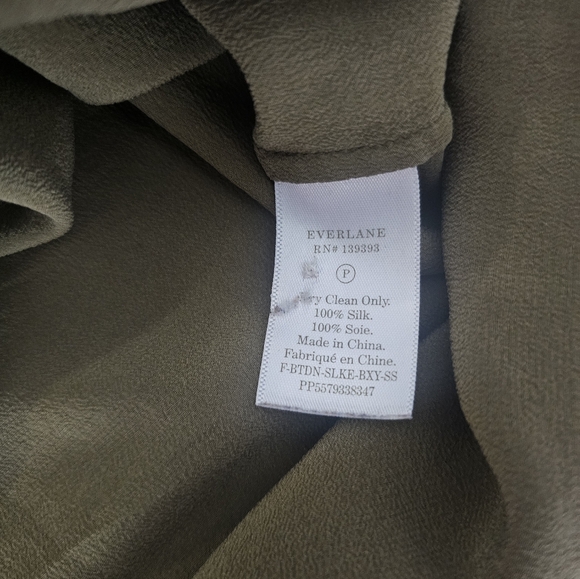 EVERLANE
RN# 139393
P
Clean Only.
100% Silk.
100% Soie.
Made in China.
Fabriqué en Chine.
F-BTDN-SLKE-BXY-SS
PP5579338347